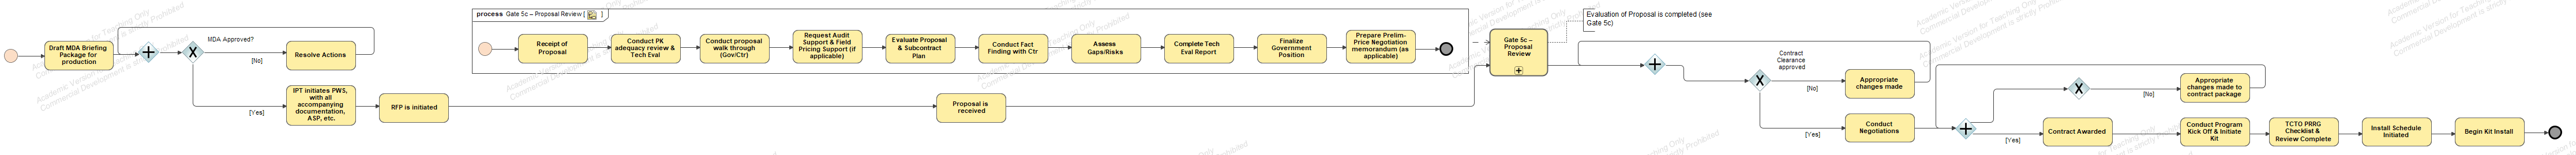 Draft MDA Briefing
Package for
production
MDA Approved?
[No]
Resolve Actions
[Yes]
IPT initiates PWS,
with all
accompanying
documentation,
ASP, etc.
RFP is initiated
process Gate 5c – Proposal Review [ ]
Receipt of
Proposal
Conduct PK
adequacy review &
Tech Eval
Conduct proposal
walk through
(Gov/Ctr)
Request Audit
Support & Field
Pricing Support (if
applicable)
Evaluate Proposal
& Subcontract
Plan
Conduct Fact
Finding with Ctr
Assess
Gaps/Risks
Complete Tech
Eval Report
Finalize
Government
Position
Prepare Prelim-
Price Negotiation
memorandum (as
applicable)
Proposal is
received
Gate 5c –
Proposal
Review
Evaluation of Proposal is completed (see
Gate 5c)
Contract
Clearance
approved
[No]
Appropriate
changes made
[Yes]
Conduct
Negotiations
[No]
Appropriate
changes made to
contract package
[Yes]
Contract Awarded
Conduct Program
Kick Off & Initiate
Kit
TCTO PRRG
Checklist &
Review Complete
Install Schedule
Initiated
Begin Kit Install
Academic Version for Teaching Only
Commercial Development is strictly Prohibited